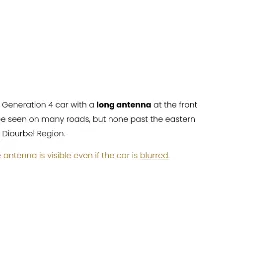 Generation 4 car with a long antenna at the front
e seen on many roads, but none past the eastern
Diourbel Region.
antenna is visible even if the car is blurred.